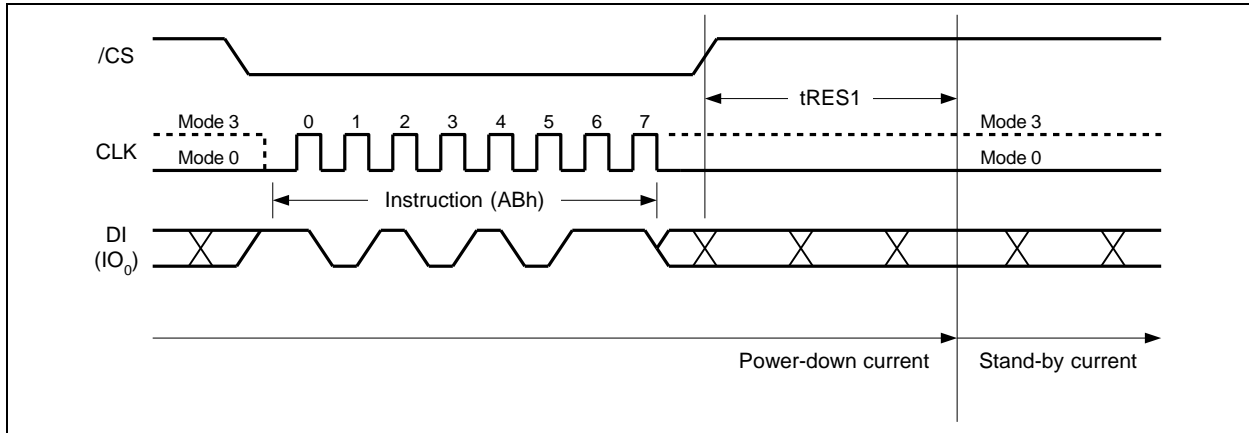 /CS
tRES1
Mode 3 0 1 2 3 4 5 6 7 Mode 3
CLK
Mode 0 Mode 0
Instruction (ABh)
DI
(IO0)
Power-down current Stand-by current